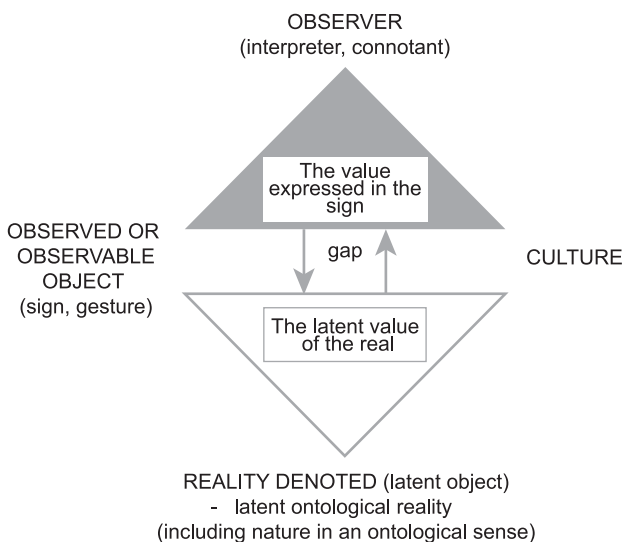 OBSERVER
(interpreter, connotant)
The value
expressed in the
sign
OBSERVED OR
OBSERVABLE
OBJECT
(sign, gesture)
gap
CULTURE
The latent value
of the real
REALITY DENOTED (latent object)
- latent ontological reality
(including nature in an ontological sense)